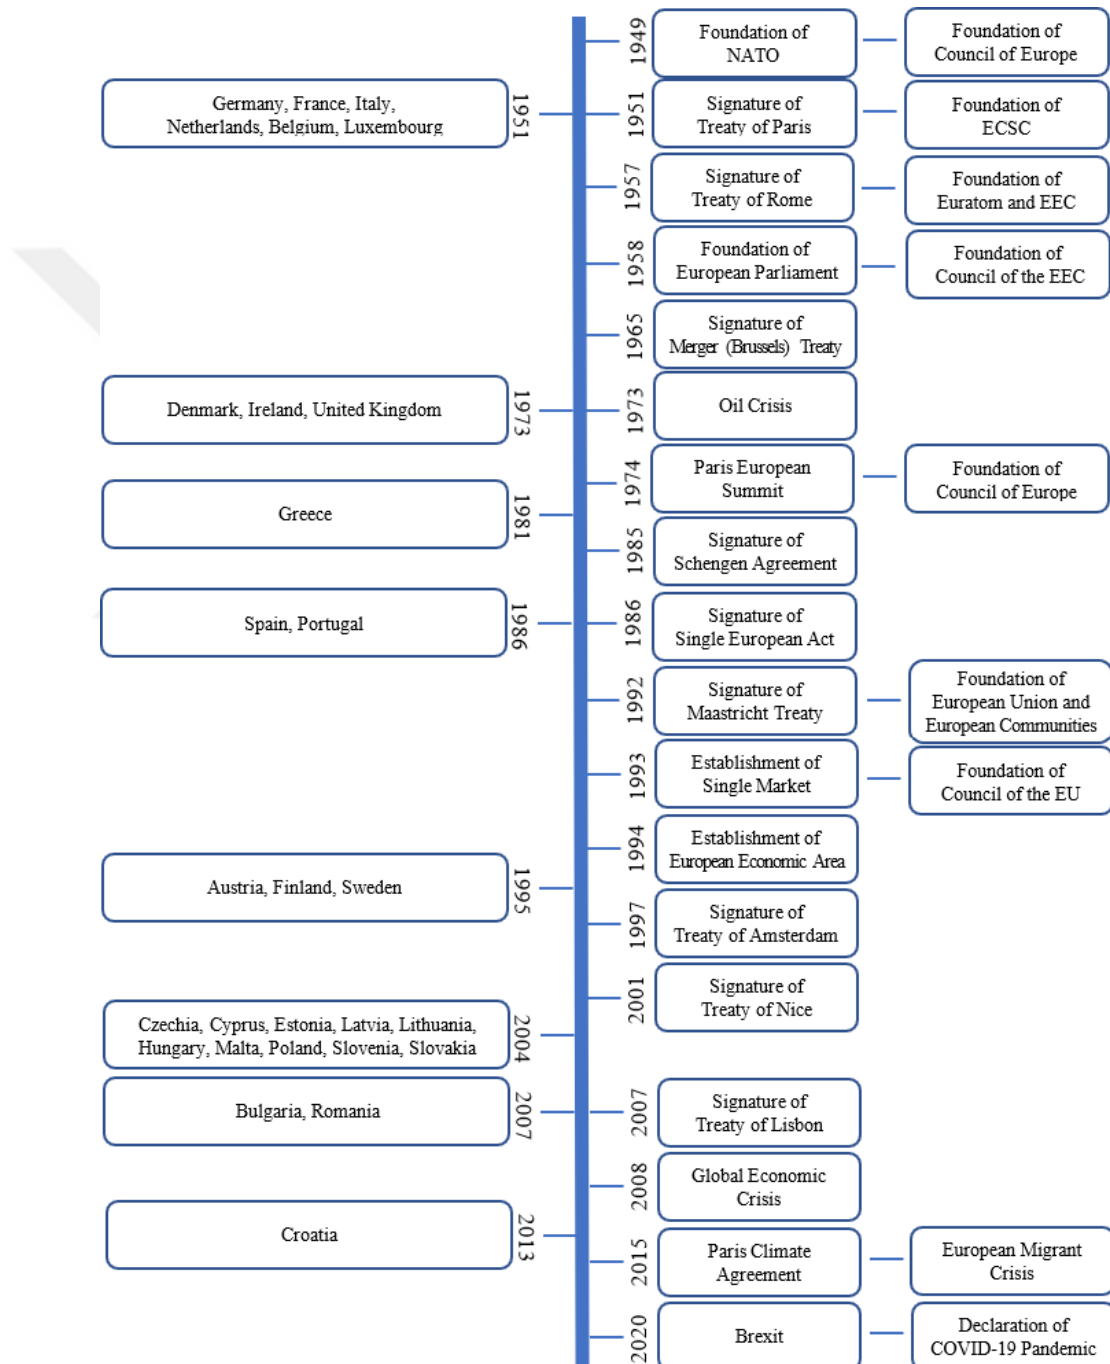 1949
Foundation of
NATO
Foundation of
Council of Europe
Germany, France, Italy,
Netherlands, Belgium, Luxembourg
1951
1951
Signature of
Treaty of Paris
Foundation of
ECSC
1957
Signature of
Treaty of Rome
Foundation of
Euratom and EEC
1958
Foundation of
European Parliament
Foundation of
Council of the EEC
1965
Signature of
Merger (Brussels) Treaty
Denmark, Ireland, United Kingdom
1973
1973
Oil Crisis
1974
Paris European
Summit
Foundation of
Council of Europe
Greece
1981
1985
Signature of
Schengen Agreement
Spain, Portugal
1986
1986
Signature of
Single European Act
1992
Signature of
Maastricht Treaty
Foundation of
European Union and
European Communities
1993
Establishment of
Single Market
Foundation of
Council of the EU
1994
Establishment of
European Economic Area
Austria, Finland, Sweden
1995
1997
Signature of
Treaty of Amsterdam
2001
Signature of
Treaty of Nice
Czechia, Cyprus, Estonia, Latvia, Lithuania,
Hungary, Malta, Poland, Slovenia, Slovakia
2004
Bulgaria, Romania
2007
2007
Signature of
Treaty of Lisbon
2008
Global Economic
Crisis
Croatia
2013
2015
Paris Climate
Agreement
European Migrant
Crisis
2020
Brexit
Declaration of
COVID-19 Pandemic